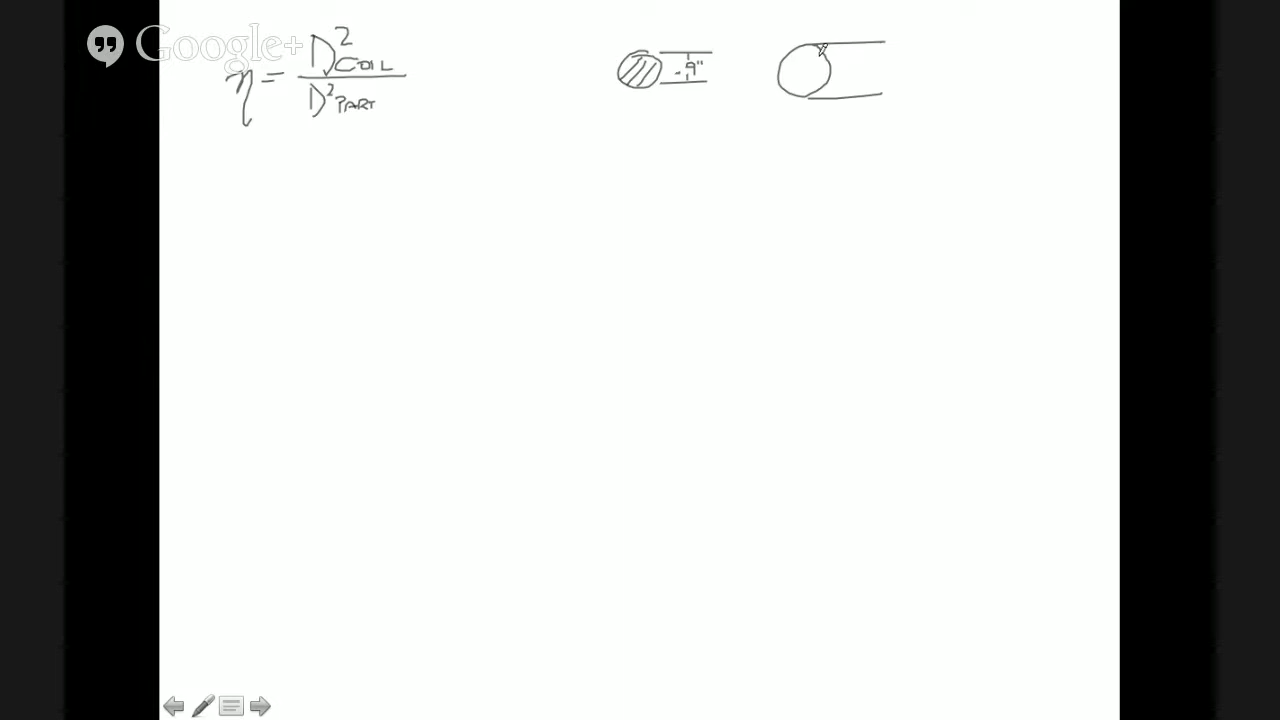 Google+
η = D²COIL / D²PART
.9"